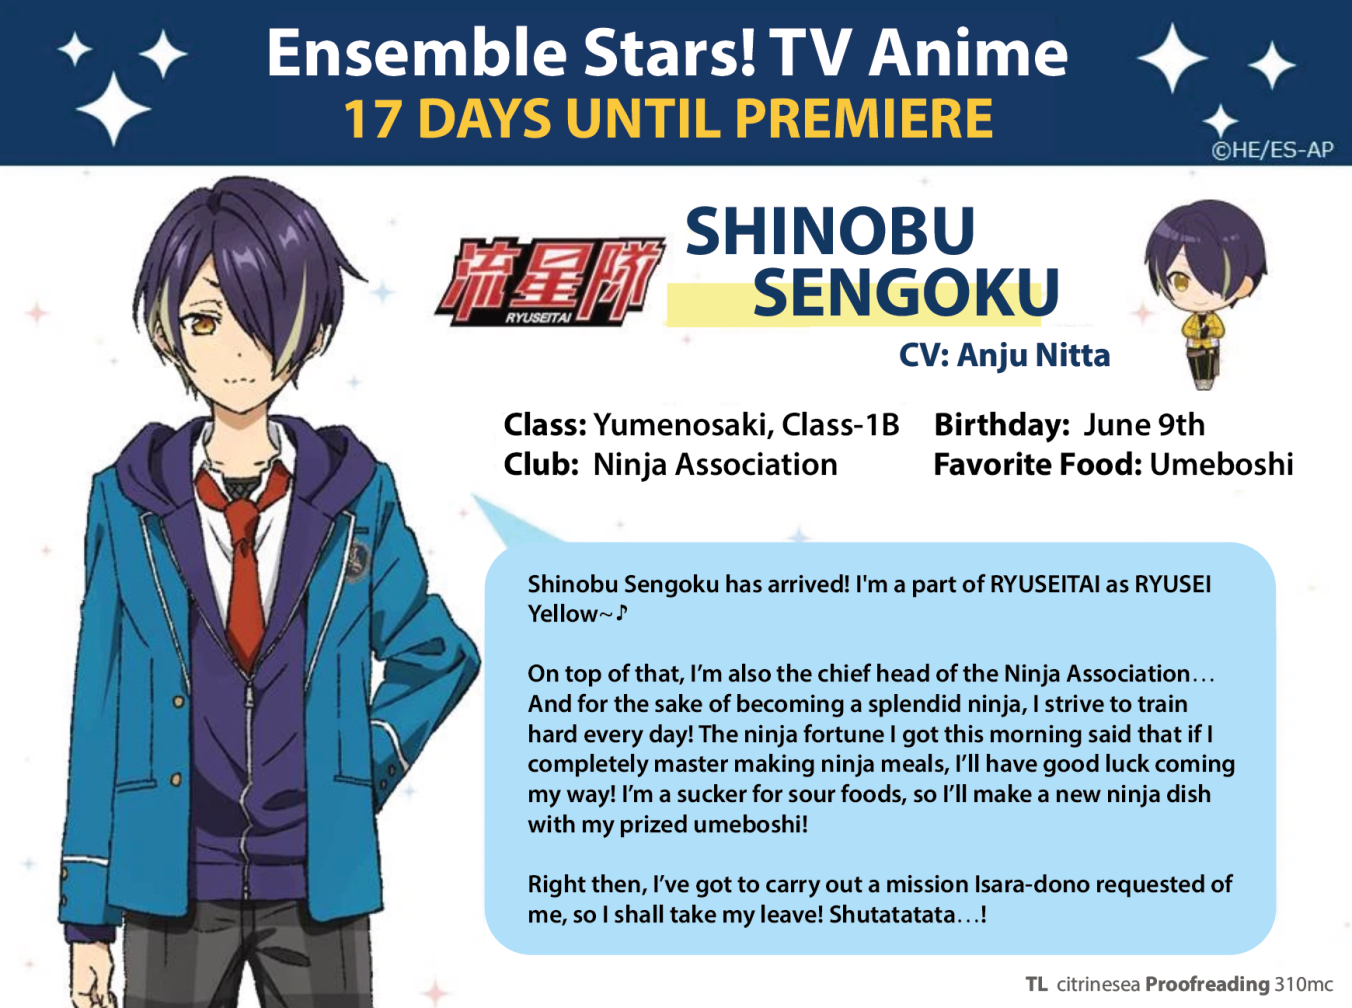 Ensemble Stars! TV Anime
17 DAYS UNTIL PREMIERE
©HE/ES-AP
流星隊
RYUSEITAI
SHINOBU
SENGOKU
CV: Anju Nitta
Class: Yumenosaki, Class-1B Birthday: June 9th
Club: Ninja Association Favorite Food: Umeboshi
Shinobu Sengoku has arrived! I'm a part of RYUSEITAI as RYUSEI
Yellow~♪
On top of that, I’m also the chief head of the Ninja Association…
And for the sake of becoming a splendid ninja, I strive to train
hard every day! The ninja fortune I got this morning said that if I
completely master making ninja meals, I’ll have good luck coming
my way! I’m a sucker for sour foods, so I’ll make a new ninja dish
with my prized umeboshi!
Right then, I’ve got to carry out a mission Isara-dono requested of
me, so I shall take my leave! Shutatatata…!
TL citrinesea Proofreading 310mc